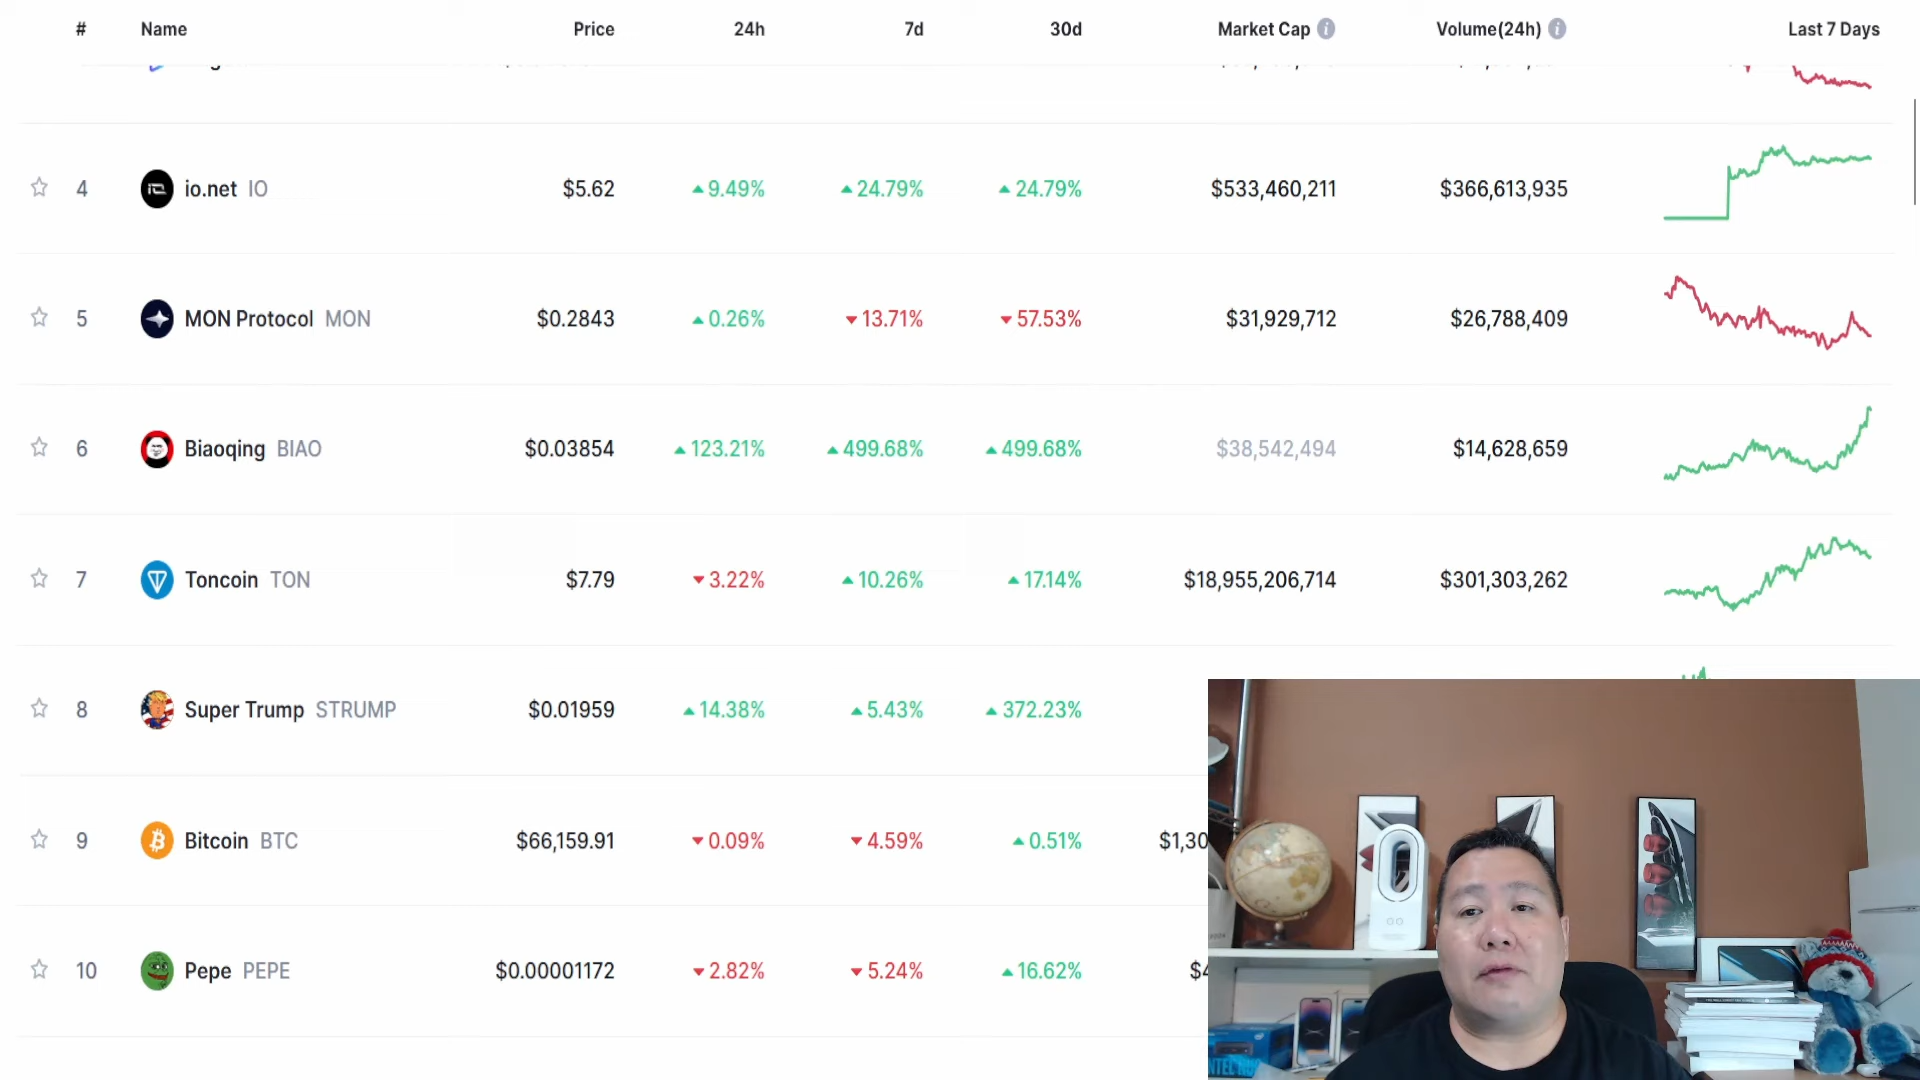 # Name Price 24h 7d 30d Market Cap Volume(24h) Last 7 Days
4 io.net IO $5.62 9.49% 24.79% 24.79% $533,460,211 $366,613,935
5 MON Protocol MON $0.2843 0.26% 13.71% 57.53% $31,929,712 $26,788,409
6 Biaoqing BIAO $0.03854 123.21% 499.68% 499.68% $38,542,494 $14,628,659
7 Toncoin TON $7.79 3.22% 10.26% 17.14% $18,955,206,714 $301,303,262
8 Super Trump STRUMP $0.01959 14.38% 5.43% 372.23%
9 Bitcoin BTC $66,159.91 0.09% 4.59% 0.51% $1,30
10 Pepe PEPE $0.00001172 2.82% 5.24% 16.62% $4